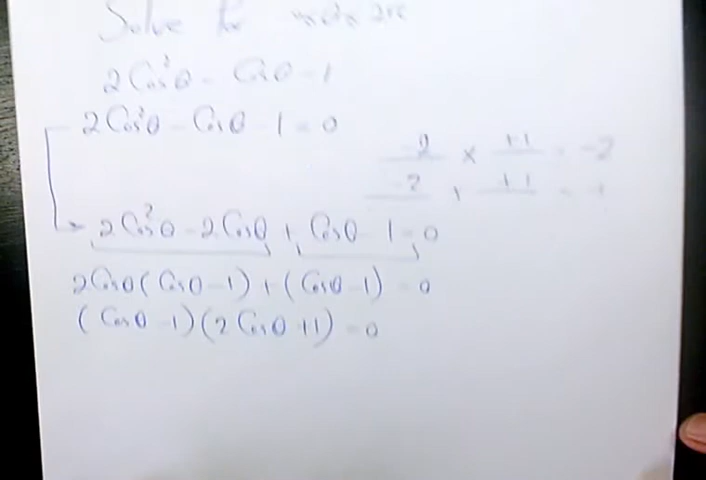 Solve for
2Cos²θ - Cosθ - 1
2Cos²θ - Cosθ - 1 = 0
-2 × +1 = -2
-2 , +1 = -1
2Cos²θ - 2Cosθ + Cosθ - 1 = 0
2Cosθ(Cosθ - 1) + (Cosθ - 1) = 0
(Cosθ - 1)(2Cosθ + 1) = 0